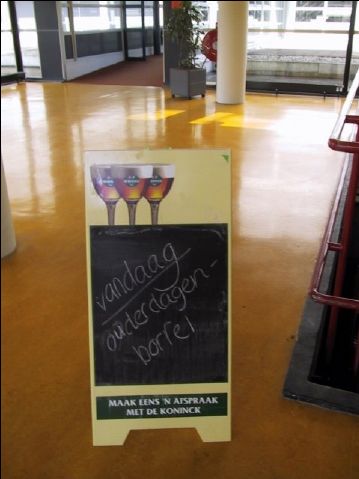 vandaag
ouderdagen-
borrel
MAAK EENS 'N AFSPRAAK
MET DE KONINCK